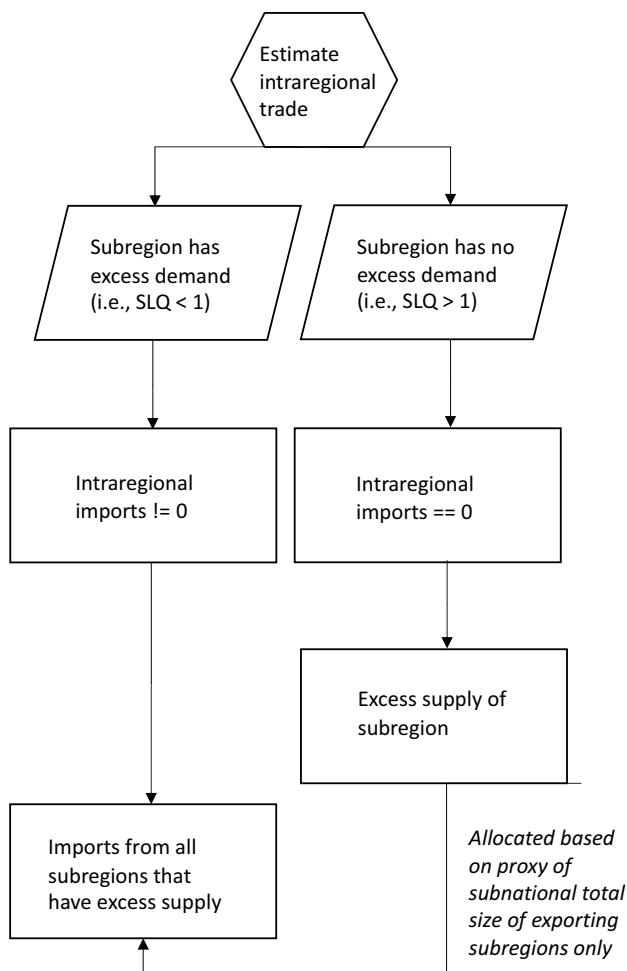 Estimate
intraregional
trade
Subregion has
excess demand
(i.e., SLQ < 1)
Subregion has no
excess demand
(i.e., SLQ > 1)
Intraregional
imports != 0
Intraregional
imports == 0
Excess supply of
subregion
Imports from all
subregions that
have excess supply
Allocated based
on proxy of
subnational total
size of exporting
subregions only